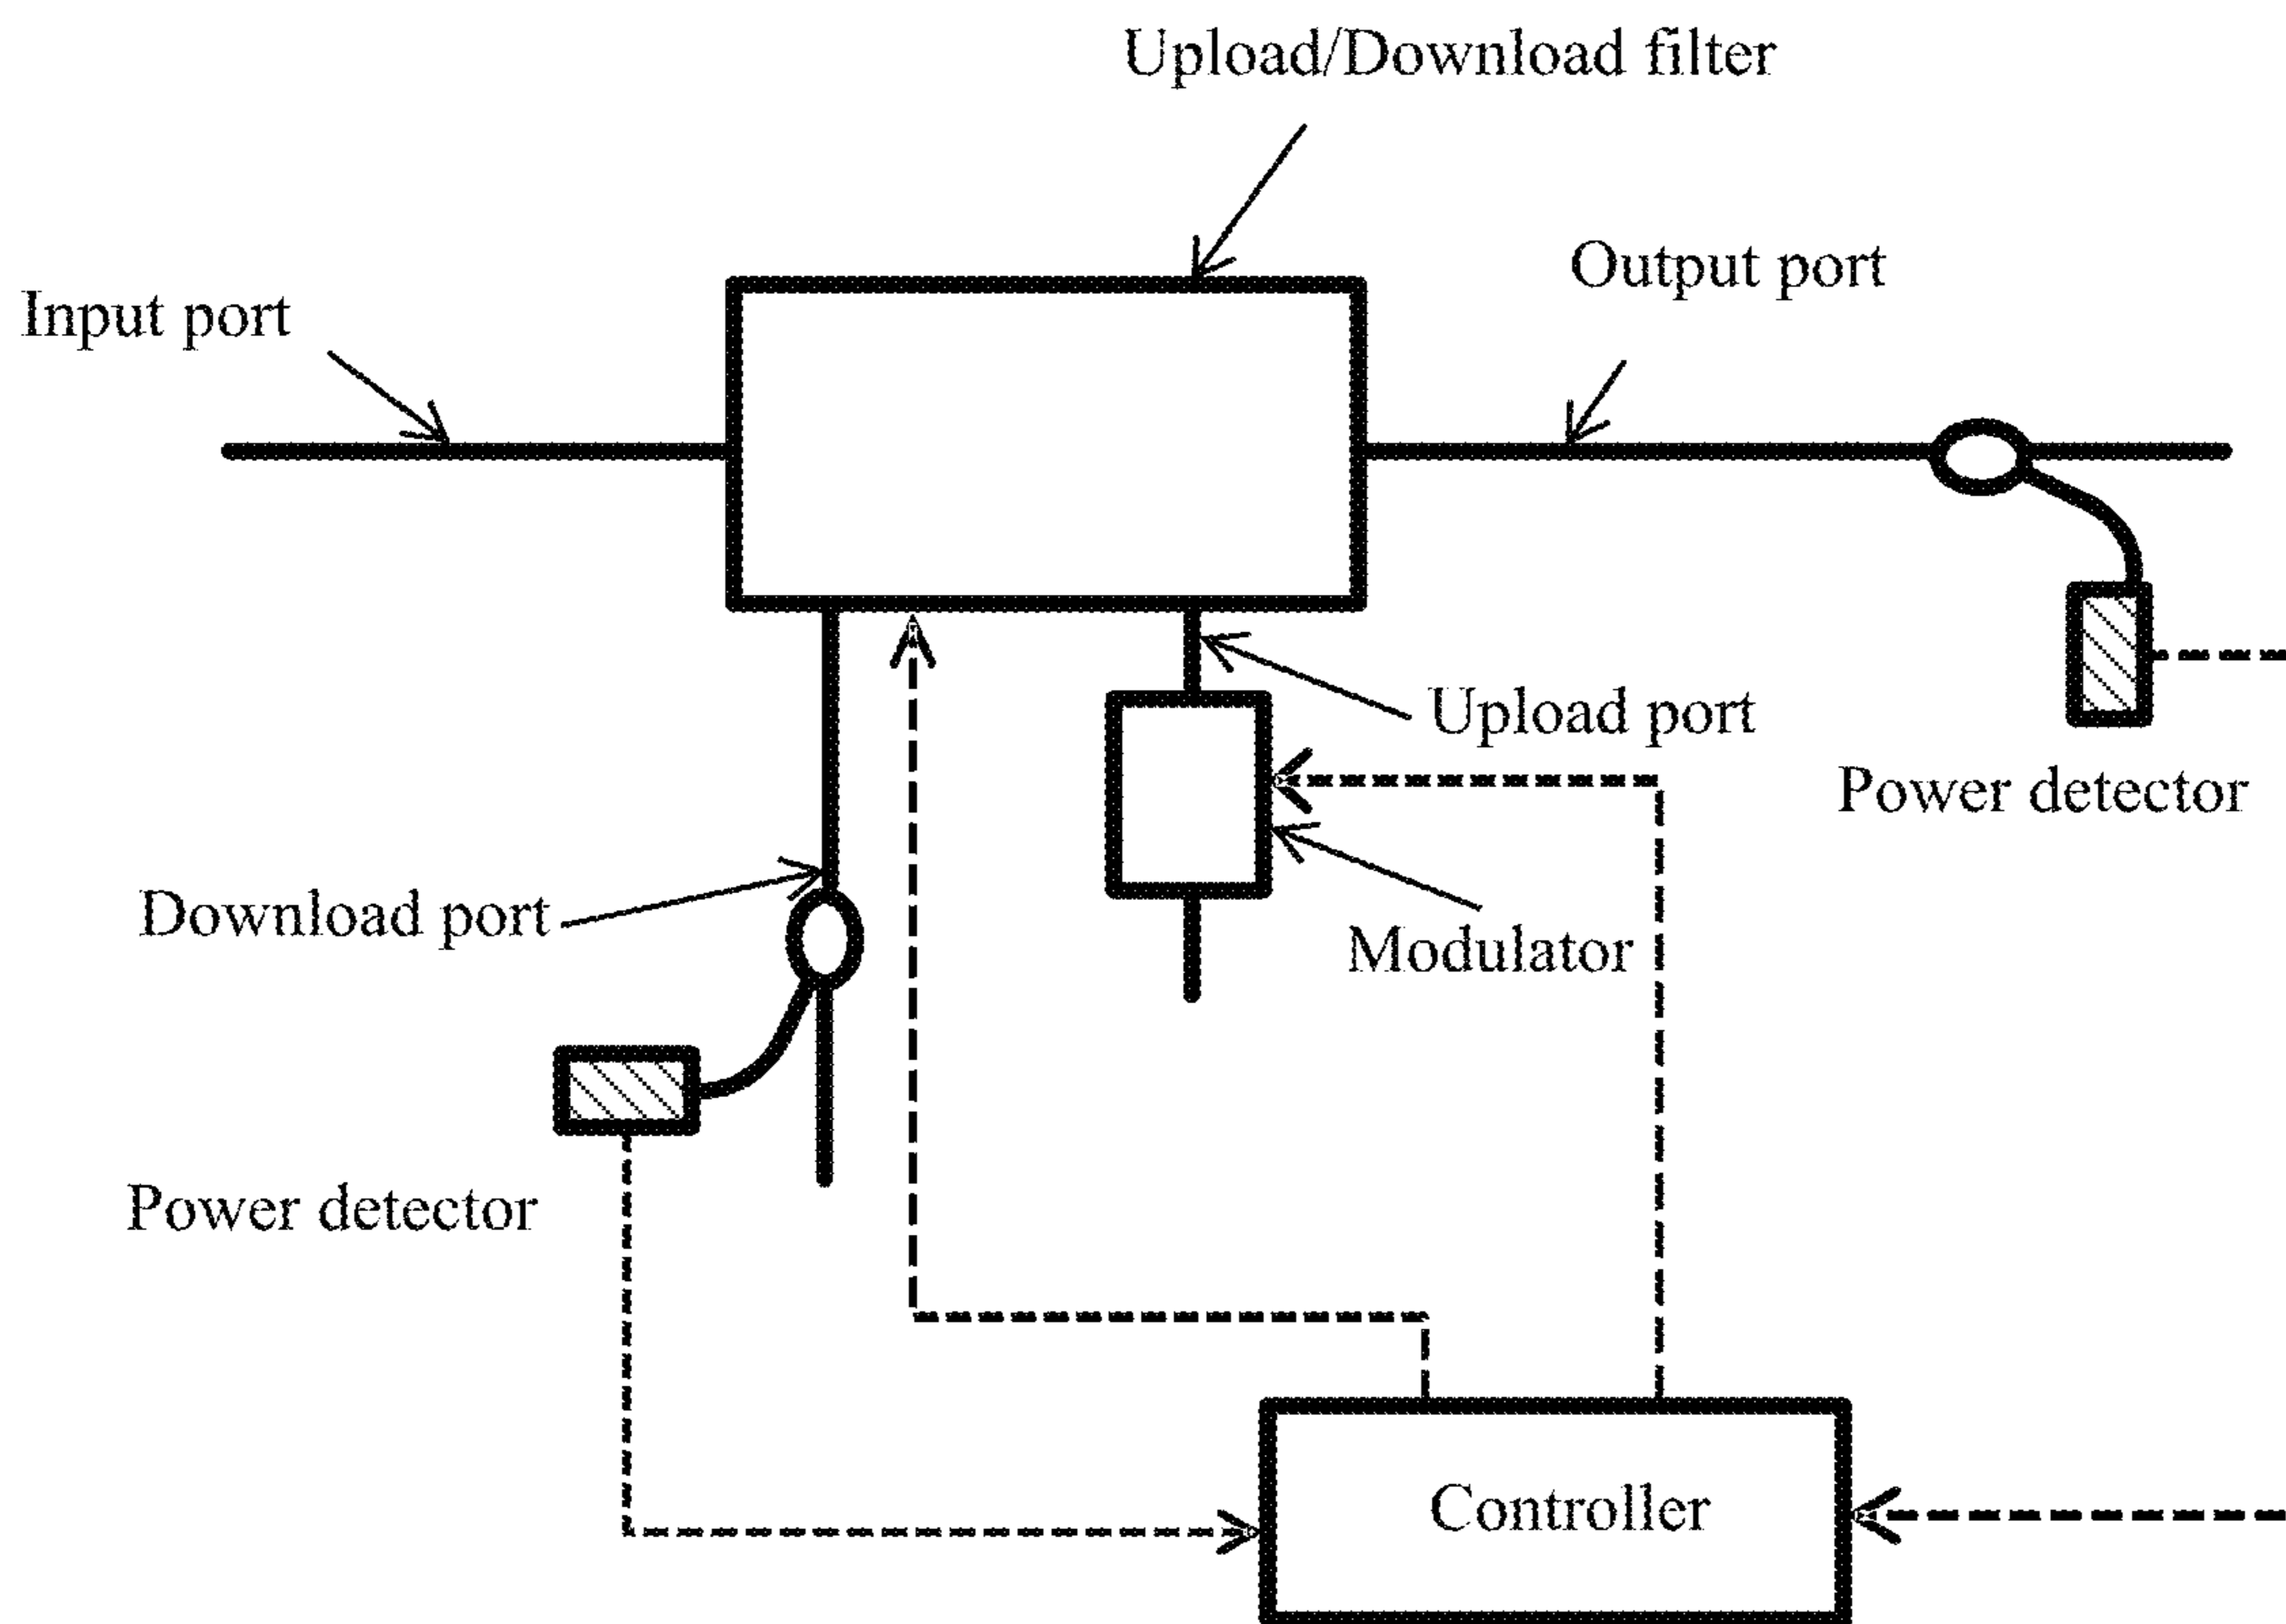 Upload/Download filter
Output port
Input port
Upload port
Power detector
Download port
Modulator
Power detector
Controller